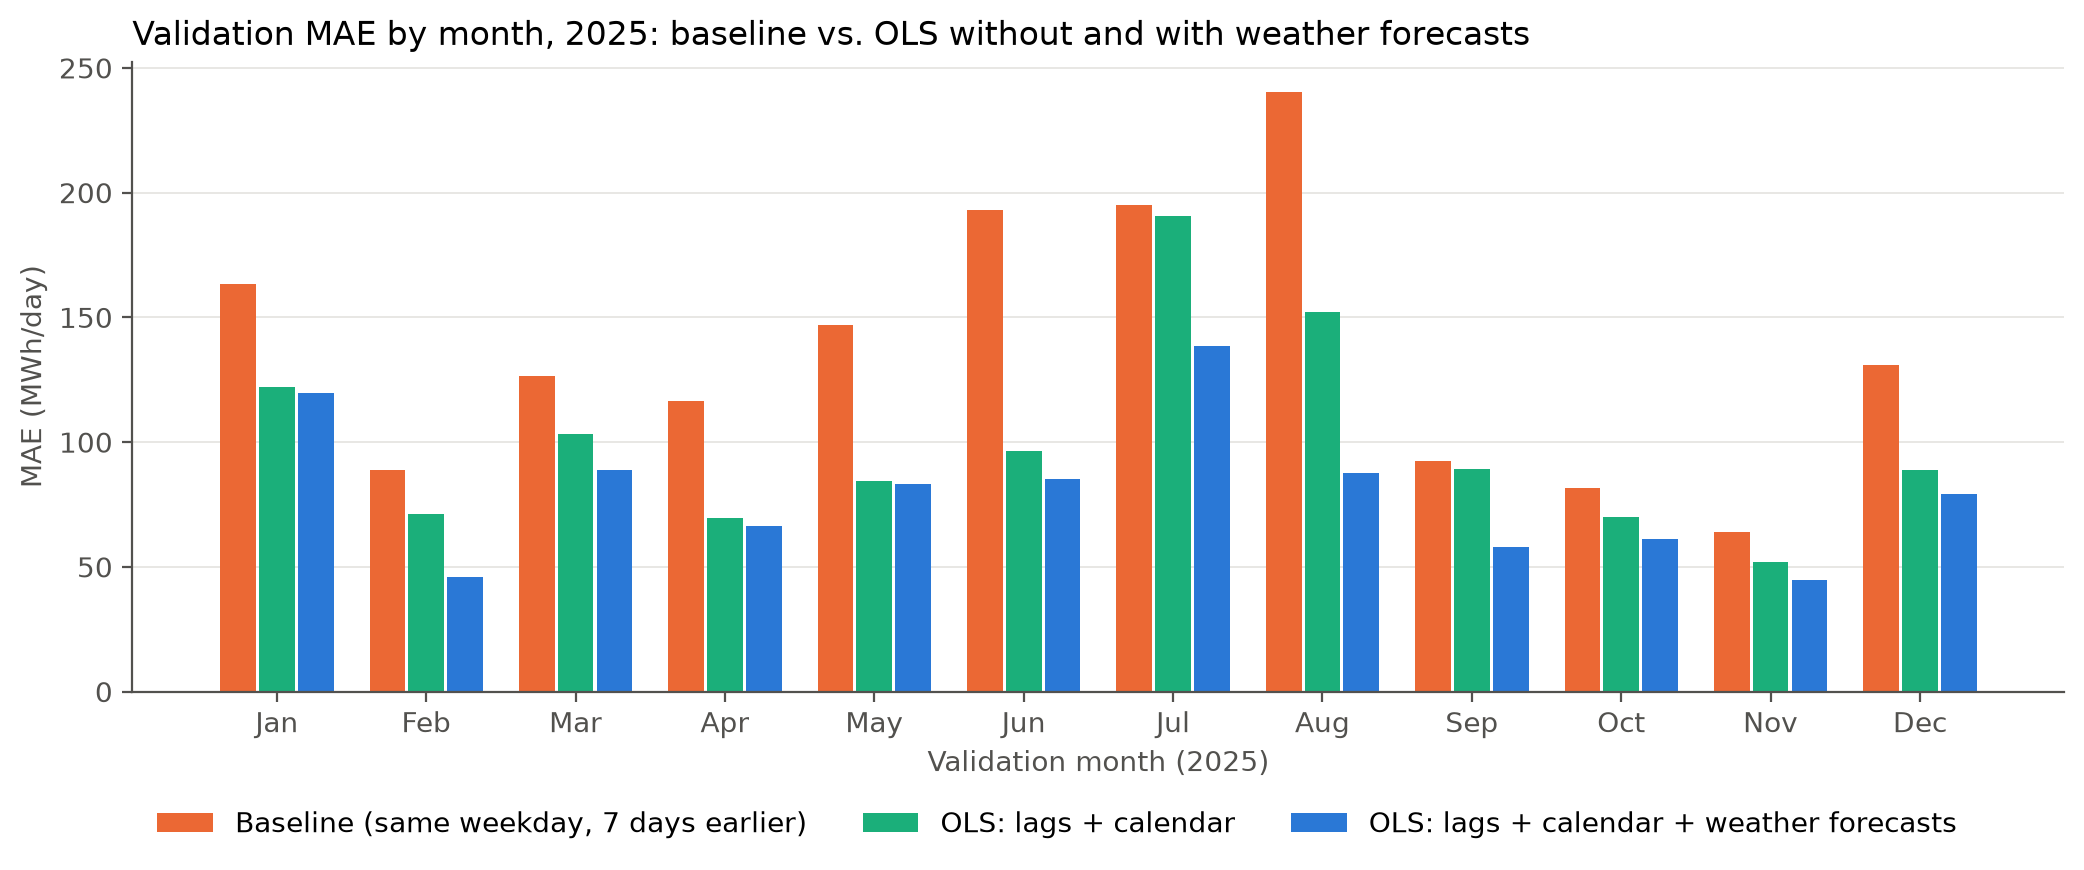 Validation MAE by month, 2025: baseline vs. OLS without and with weather forecasts
MAE (MWh/day)
250
200
150
100
50
0
Jan Feb Mar Apr May Jun Jul Aug Sep Oct Nov Dec
Validation month (2025)
Baseline (same weekday, 7 days earlier) OLS: lags + calendar OLS: lags + calendar + weather forecasts